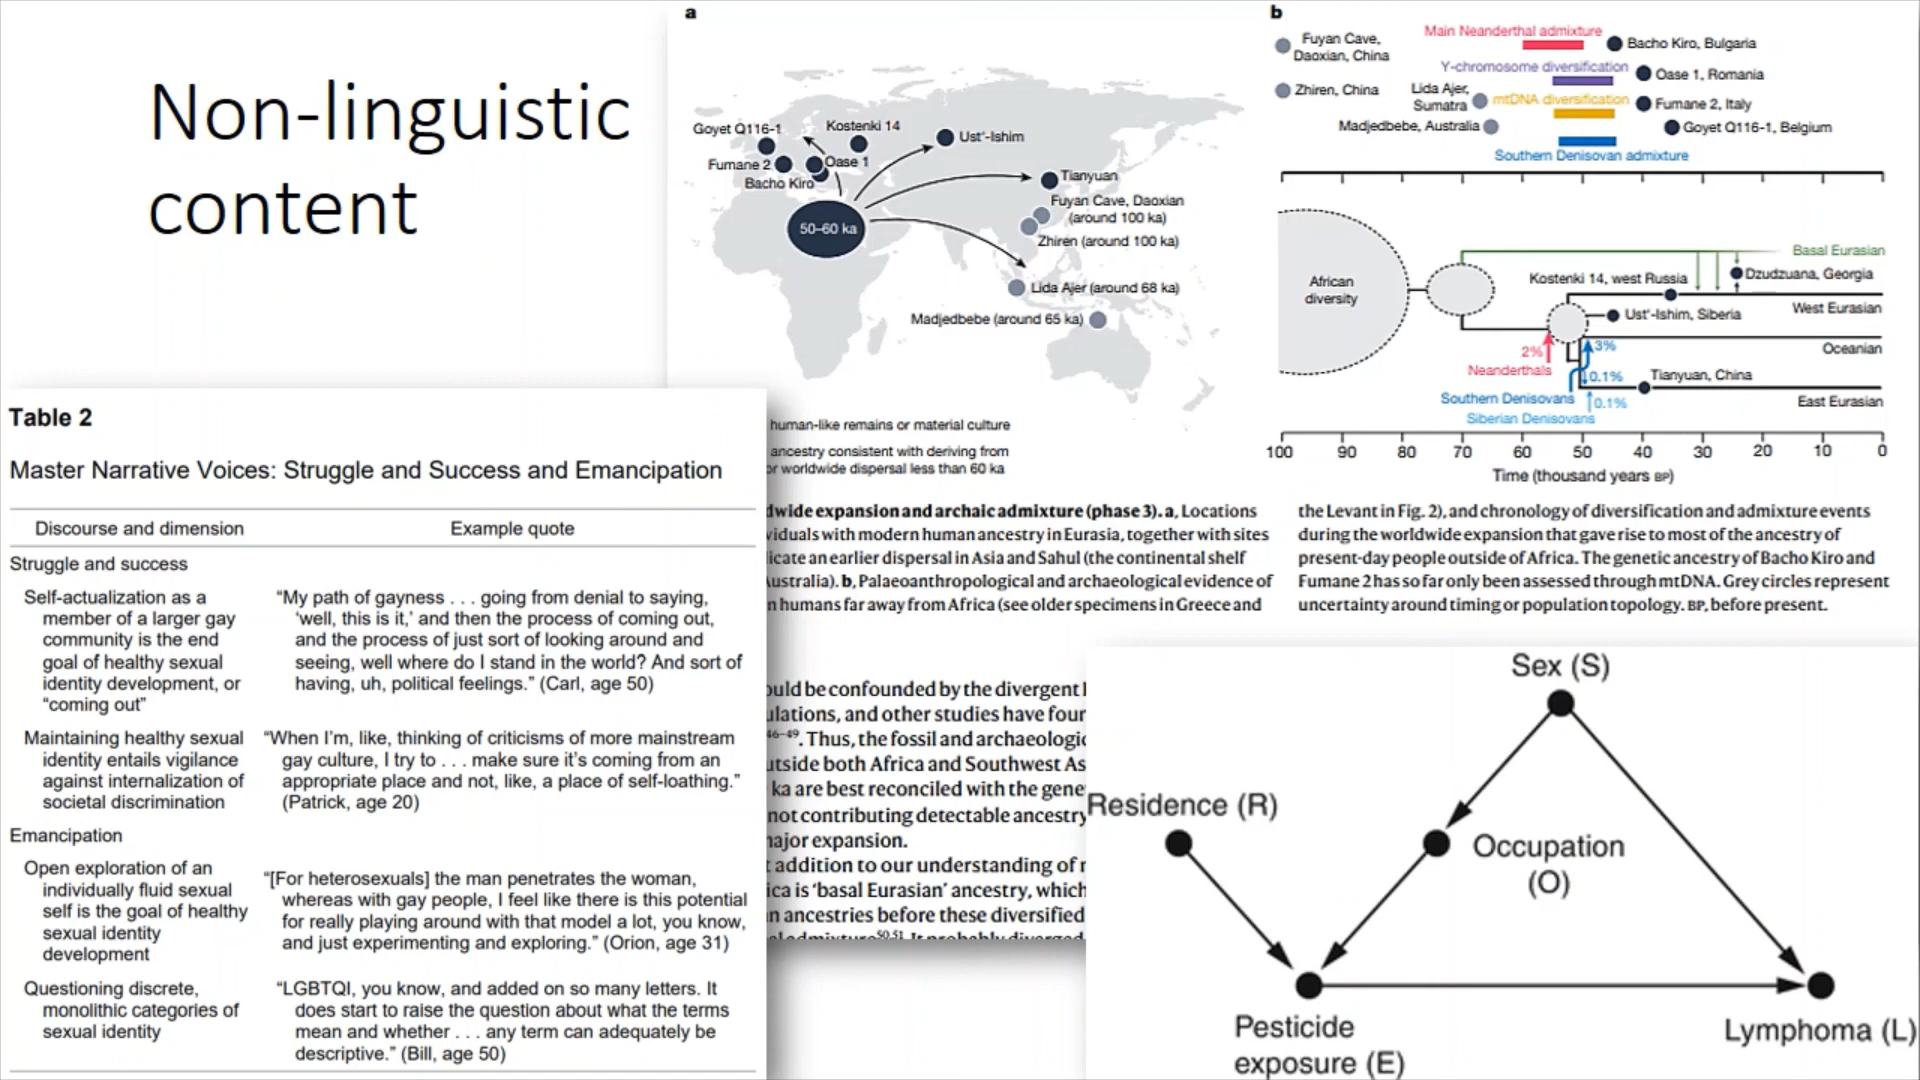 Non-linguistic
content
a
Goyet Q116-1
Kostenki 14
Ust'-Ishim
Fumane 2
Oase 1
Bacho Kiro
Tianyuan
50–60 ka
Fuyan Cave, Daoxian
(around 100 ka)
Zhiren (around 100 ka)
Lida Ajer (around 68 ka)
Madjedbebe (around 65 ka)
human-like remains or material culture
ancestry consistent with deriving from
or worldwide dispersal less than 60 ka
b
Fuyan Cave,
Daoxian, China
Main Neanderthal admixture
Bacho Kiro, Bulgaria
Y-chromosome diversification
Oase 1, Romania
Zhiren, China
Lida Ajer,
Sumatra
mtDNA diversification
Fumane 2, Italy
Madjedbebe, Australia
Goyet Q116-1, Belgium
Southern Denisovan admixture
African
diversity
Basal Eurasian
Kostenki 14, west Russia
Dzudzuana, Georgia
West Eurasian
Ust'-Ishim, Siberia
2%
3%
Oceanian
Neanderthals
0.1%
Tianyuan, China
Southern Denisovans
0.1%
East Eurasian
Siberian Denisovans
100 90 80 70 60 50 40 30 20 10 0
Time (thousand years BP)
dwide expansion and archaic admixture (phase 3). a, Locations
viduals with modern human ancestry in Eurasia, together with sites
icate an earlier dispersal in Asia and Sahul (the continental shelf
Australia). b, Palaeoanthropological and archaeological evidence of
n humans far away from Africa (see older specimens in Greece and
the Levant in Fig. 2), and chronology of diversification and admixture events
during the worldwide expansion that gave rise to most of the ancestry of
present-day people outside of Africa. The genetic ancestry of Bacho Kiro and
Fumane 2 has so far only been assessed through mtDNA. Grey circles represent
uncertainty around timing or population topology. BP, before present.
ould be confounded by the divergent
ulations, and other studies have four
46–49. Thus, the fossil and archaeologic
utside both Africa and Southwest As
ka are best reconciled with the gene
not contributing detectable ancestry
major expansion.
t addition to our understanding of
ica is 'basal Eurasian' ancestry, which
n ancestries before these diversified
Table 2
Master Narrative Voices: Struggle and Success and Emancipation
Discourse and dimension Example quote
Struggle and success
Self-actualization as a
member of a larger gay
community is the end
goal of healthy sexual
identity development, or
“coming out”
“My path of gayness . . . going from denial to saying,
‘well, this is it,’ and then the process of coming out,
and the process of just sort of looking around and
seeing, well where do I stand in the world? And sort of
having, uh, political feelings.” (Carl, age 50)
Maintaining healthy sexual
identity entails vigilance
against internalization of
societal discrimination
“When I’m, like, thinking of criticisms of more mainstream
gay culture, I try to . . . make sure it’s coming from an
appropriate place and not, like, a place of self-loathing.”
(Patrick, age 20)
Emancipation
Open exploration of an
individually fluid sexual
self is the goal of healthy
sexual identity
development
“[For heterosexuals] the man penetrates the woman,
whereas with gay people, I feel like there is this potential
for really playing around with that model a lot, you know,
and just experimenting and exploring.” (Orion, age 31)
Questioning discrete,
monolithic categories of
sexual identity
“LGBTQI, you know, and added on so many letters. It
does start to raise the question about what the terms
mean and whether . . . any term can adequately be
descriptive.” (Bill, age 50)
Sex (S)
Residence (R)
Occupation
(O)
Pesticide
exposure (E)
Lymphoma (L)